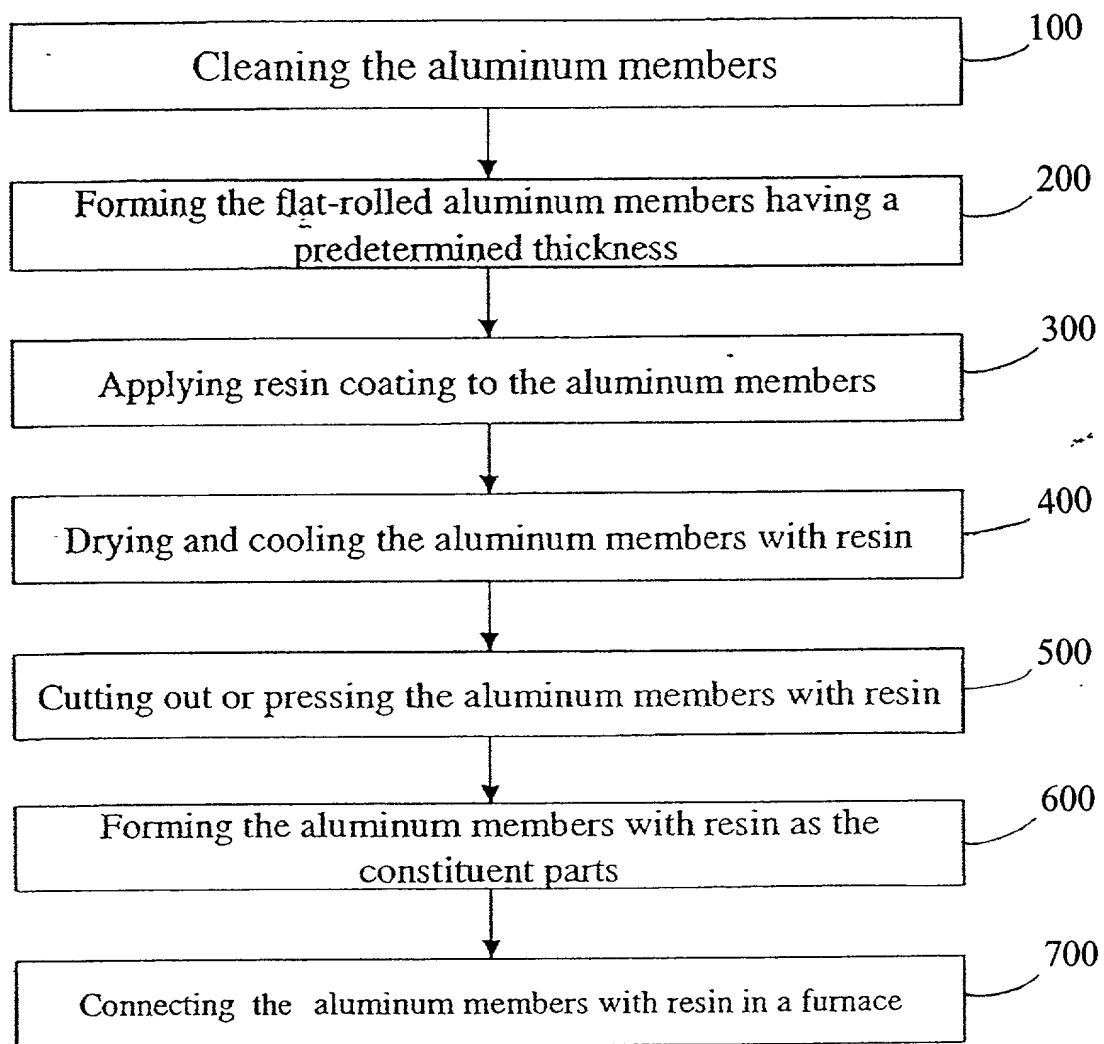 100
Cleaning the aluminum members
200
Forming the flat-rolled aluminum members having a
predetermined thickness
300
Applying resin coating to the aluminum members
400
Drying and cooling the aluminum members with resin
500
Cutting out or pressing the aluminum members with resin
600
Forming the aluminum members with resin as the
constituent parts
700
Connecting the aluminum members with resin in a furnace